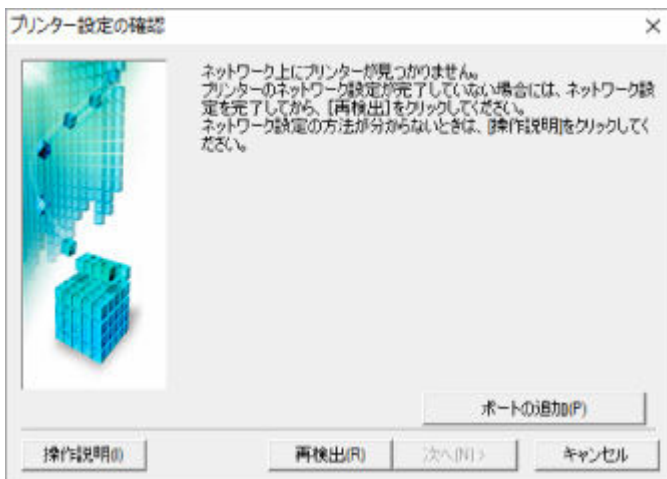 プリンター設定の確認
ネットワーク上にプリンターが見つかりません。
プリンターのネットワーク設定が完了していない場合には、ネットワーク設
定を完了してから、[再検出]をクリックしてください。
ネットワーク設定の方法が分からないときは、[操作説明]をクリックしてく
ださい。
ポートの追加(P)
操作説明(I)
再検出(R)
次へ(N) >
キャンセル